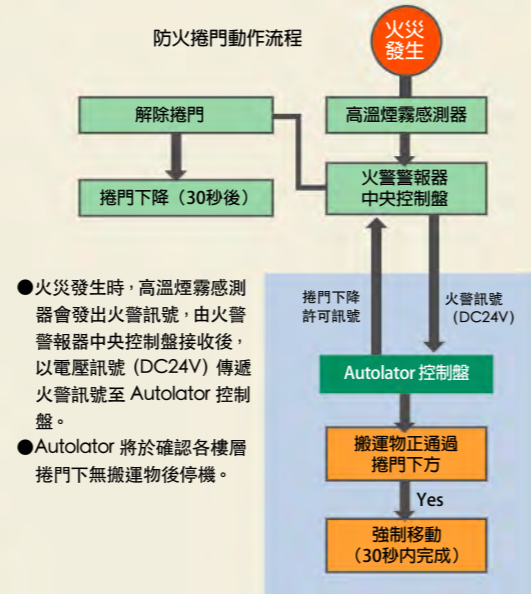 防火捲門動作流程
火災
發生
解除捲門
高溫煙霧感測器
捲門下降（30秒後）
火警警報器
中央控制盤
捲門下降
許可訊號
火警訊號
（DC24V）
Autolator 控制盤
搬運物正通過
捲門下方
Yes
強制移動
（30秒内完成）
●火災發生時，高溫煙霧感測
器會發出火警訊號，由火警
警報器中央控制盤接收後，
以電壓訊號 (DC24V) 傳遞
火警訊號至 Autolator 控制
盤。
●Autolator 將於確認各樓層
捲門下無搬運物後停機。